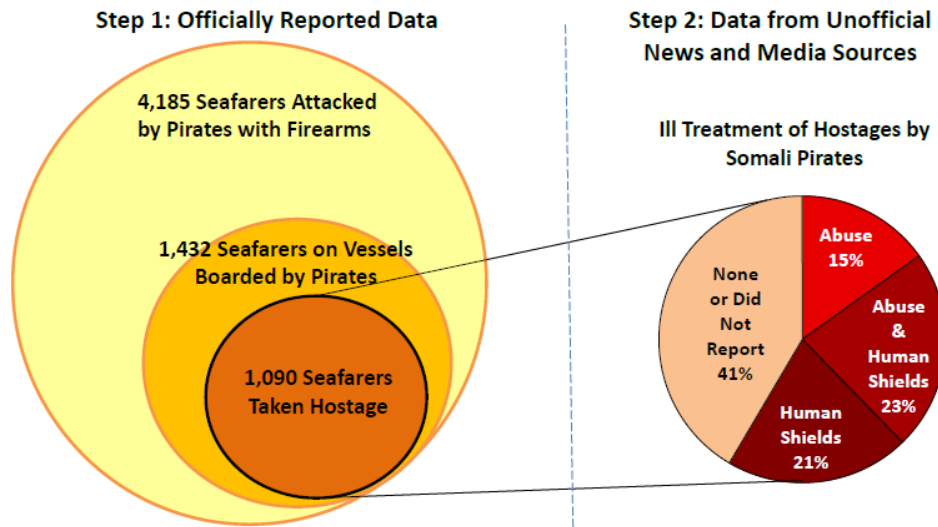 Step 1: Officially Reported Data
4,185 Seafarers Attacked
by Pirates with Firearms
1,432 Seafarers on Vessels
Boarded by Pirates
1,090 Seafarers
Taken Hostage
Step 2: Data from Unofficial
News and Media Sources
Ill Treatment of Hostages by
Somali Pirates
Abuse
15%
Abuse
&
Human
Shields
23%
Human
Shields
21%
None
or Did
Not
Report
41%